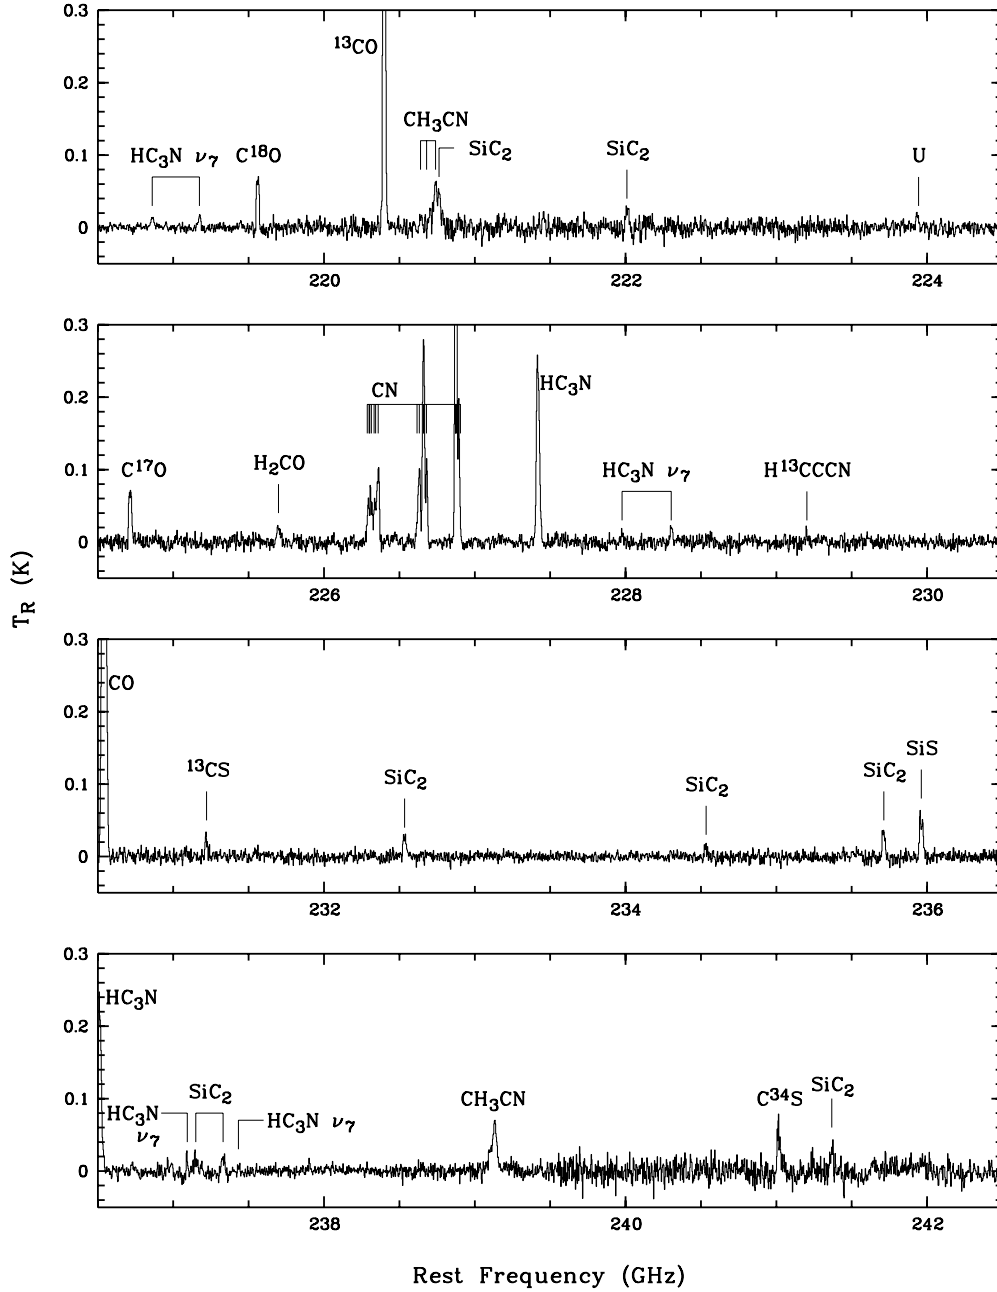 0.3
0.2
0.1
0
¹³CO
CH₃CN
HC₃N ν₇
C¹⁸O
SiC₂
SiC₂
U
220
222
224
0.3
0.2
0.1
0
CN
HC₃N
C¹⁷O
H₂CO
HC₃N ν₇
H¹³CCCN
226
228
230
T_R (K)
0.3
0.2
0.1
0
CO
¹³CS
SiC₂
SiC₂
SiC₂
SiS
232
234
236
0.3
0.2
0.1
0
HC₃N
HC₃N
ν₇
SiC₂
HC₃N ν₇
CH₃CN
C³⁴S
SiC₂
238
240
242
Rest Frequency (GHz)